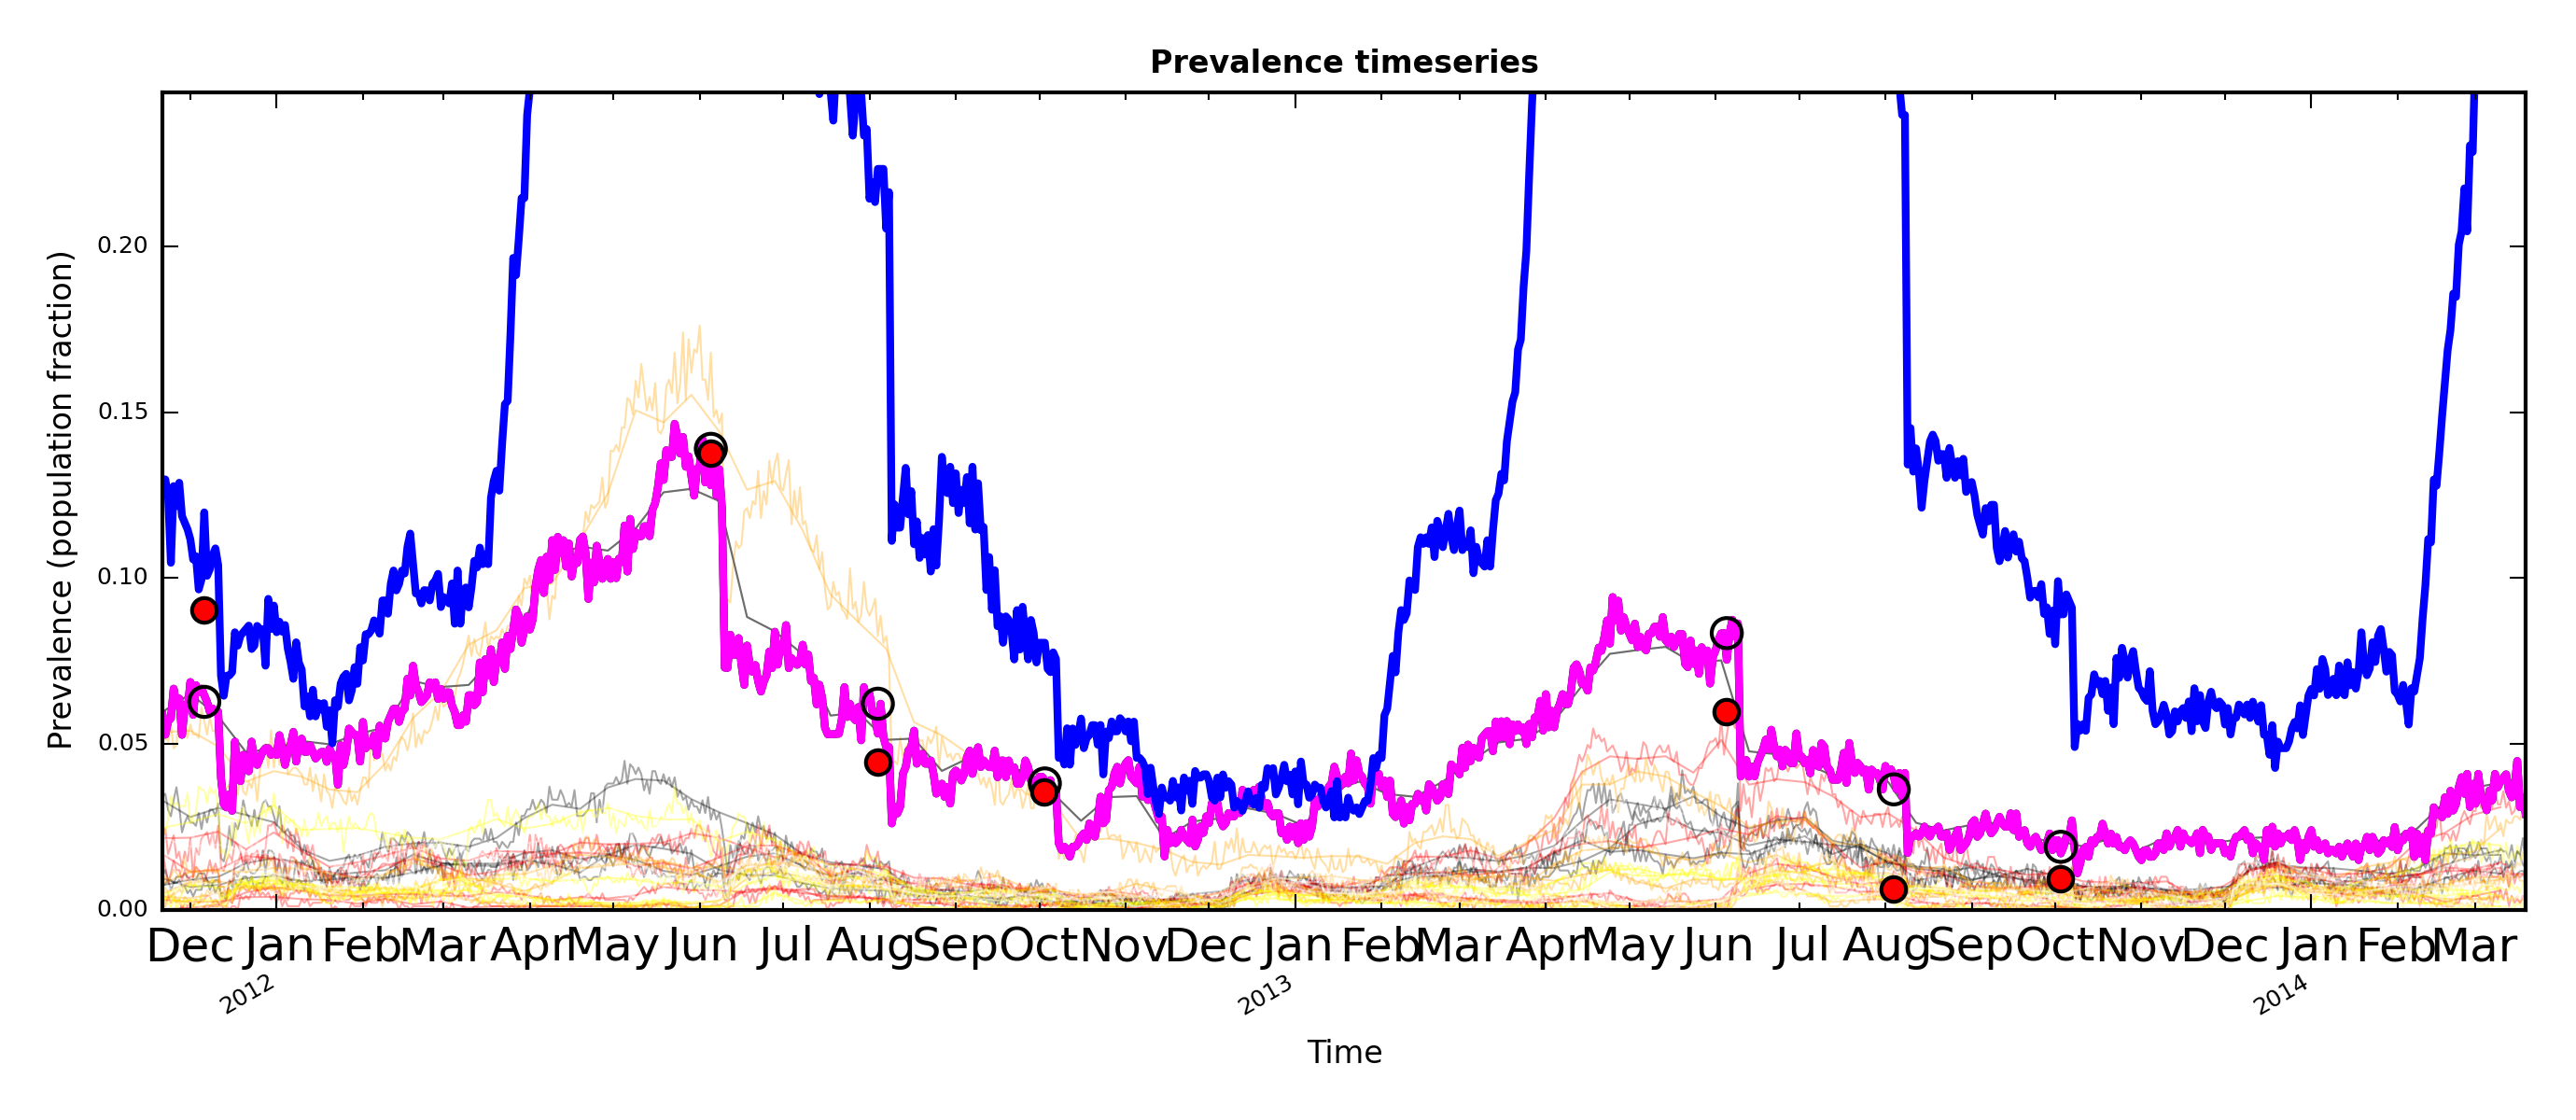 Prevalence timeseries
Prevalence (population fraction)
0.20
0.15
0.10
0.05
0.00
Dec Jan Feb Mar Apr May Jun Jul Aug Sep Oct Nov Dec Jan Feb Mar Apr May Jun Jul Aug Sep Oct Nov Dec Jan Feb Mar
2012 2013 2014
Time